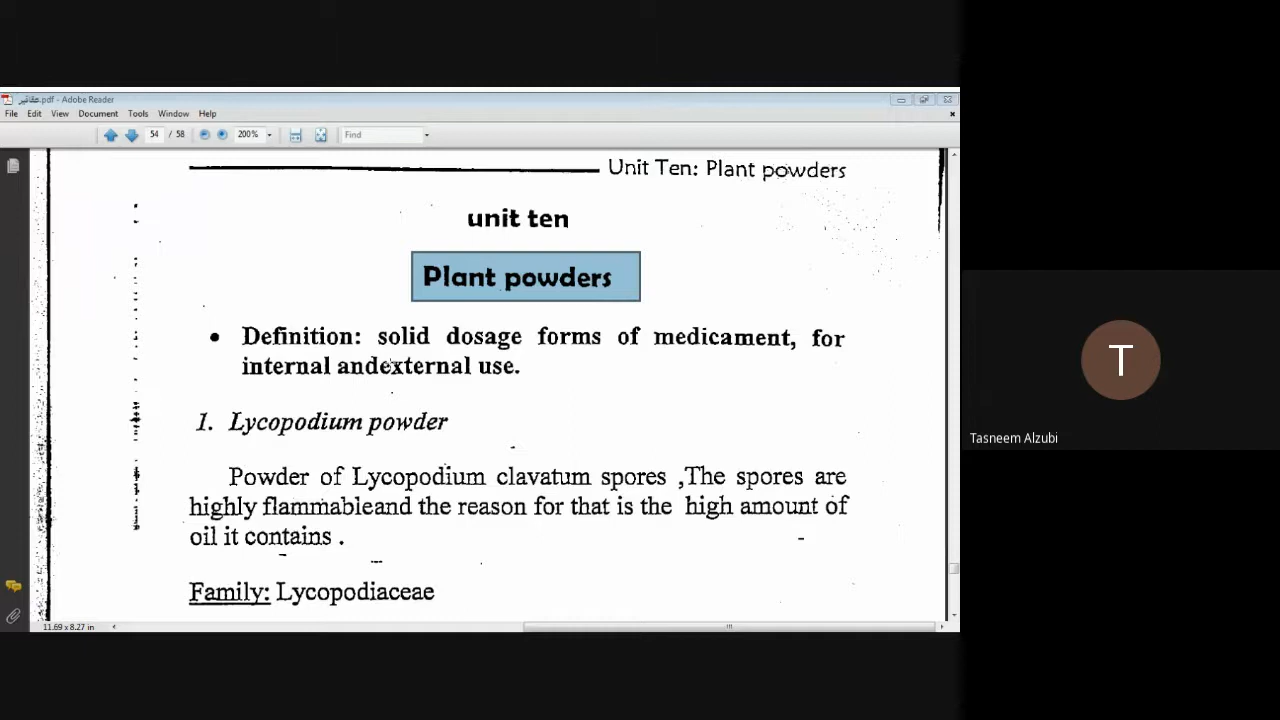 عقاقير.pdf - Adobe Reader
File Edit View Document Tools Window Help
54 / 58 200% Find
Unit Ten: Plant powders
unit ten
Plant powders
• Definition: solid dosage forms of medicament, for
internal andexternal use.
1. Lycopodium powder
Powder of Lycopodium clavatum spores ,The spores are
highly flammableand the reason for that is the high amount of
oil it contains .
Family: Lycopodiaceae
11.69 x 8.27 in
T
Tasneem Alzubi